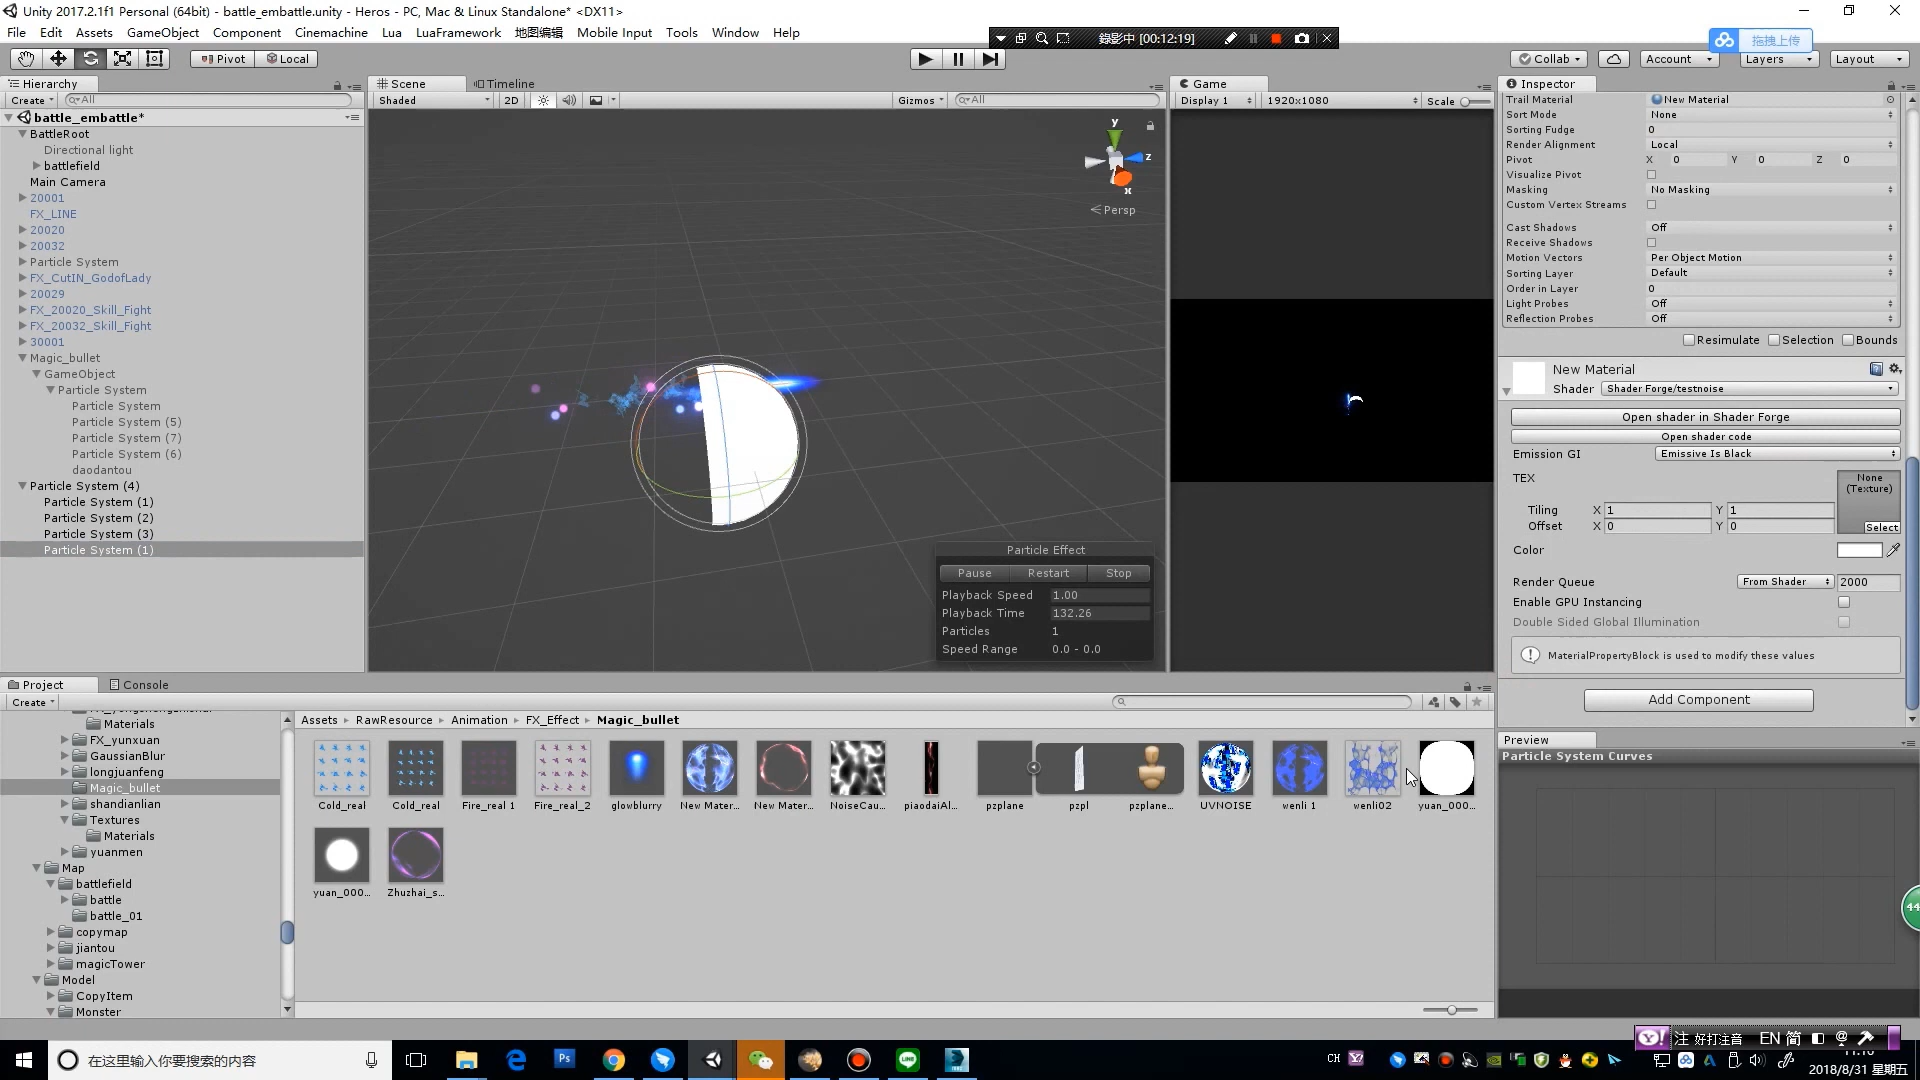 Unity 2017.2.1f1 Personal (64bit) - battle_embattle.unity - Heros - PC, Mac & Linux Standalone* <DX11>
File Edit Assets GameObject Component Cinemachine Lua LuaFramework 地图编辑 Mobile Input Tools Window Help
錄影中 [00:12:19]
拖拽上传
Pivot Local
Collab Account Layers Layout
Hierarchy
Create All
battle_embattle*
BattleRoot
Directional light
battlefield
Main Camera
20001
FX_LINE
20020
20032
Particle System
FX_CutIN_GodofLady
20029
FX_20020_Skill_Fight
FX_20032_Skill_Fight
30001
Magic_bullet
GameObject
Particle System
Particle System
Particle System (5)
Particle System (7)
Particle System (6)
daodantou
Particle System (4)
Particle System (1)
Particle System (2)
Particle System (3)
Particle System (1)
Scene Timeline
Shaded 2D Gizmos All
y
z
x
Persp
Particle Effect
Pause Restart Stop
Playback Speed 1.00
Playback Time 132.26
Particles 1
Speed Range 0.0 - 0.0
Game
Display 1 1920x1080 Scale
Inspector
Trail Material New Material
Sort Mode None
Sorting Fudge 0
Render Alignment Local
Pivot X 0 Y 0 Z 0
Visualize Pivot
Masking No Masking
Custom Vertex Streams
Cast Shadows Off
Receive Shadows
Motion Vectors Per Object Motion
Sorting Layer Default
Order in Layer 0
Light Probes Off
Reflection Probes Off
Resimulate Selection Bounds
New Material
Shader Shader Forge/testnoise
Open shader in Shader Forge
Open shader code
Emission GI Emissive Is Black
TEX
None
(Texture)
Tiling X 1 Y 1
Offset X 0 Y 0
Select
Color
Render Queue From Shader 2000
Enable GPU Instancing
Double Sided Global Illumination
MaterialPropertyBlock is used to modify these values
Add Component
Preview
Particle System Curves
44
Project Console
Create
Materials
FX_yunxuan
GaussianBlur
longjuanfeng
Magic_bullet
shandianlian
Textures
Materials
yuanmen
Map
battlefield
battle
battle_01
copymap
jiantou
magicTower
Model
CopyItem
Monster
Assets RawResource Animation FX_Effect Magic_bullet
Cold_real Cold_real Fire_real 1 Fire_real_2 glowblurry New Mater... New Mater... NoiseCau... piaodaiAl... pzplane pzpl pzplane... UVNOISE wenli 1 wenli02 yuan_000...
yuan_000... Zhuzhai_s...
注 好打注音 EN 简
在这里输入你要搜索的内容
Ps
LINE
CH
2018/8/31 星期五